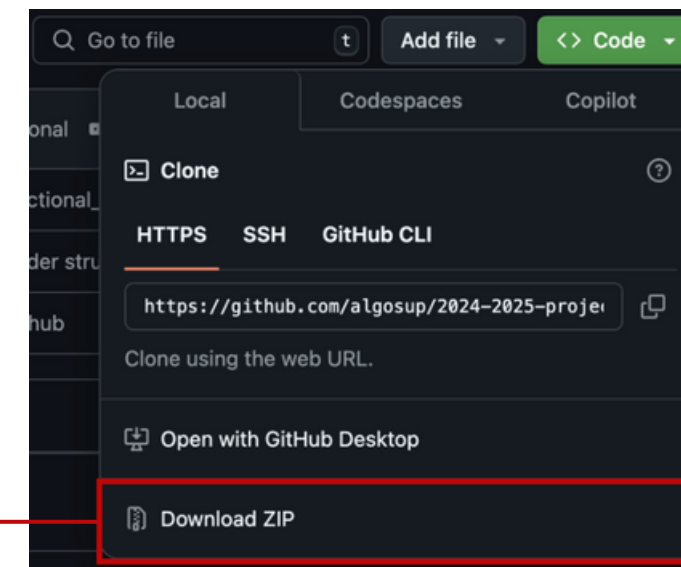 Go to file t Add file <> Code
Local Codespaces Copilot
onal
Clone
ctional_
HTTPS SSH GitHub CLI
der stru
https://github.com/algosup/2024-2025-proje
hub
Clone using the web URL.
Open with GitHub Desktop
Download ZIP